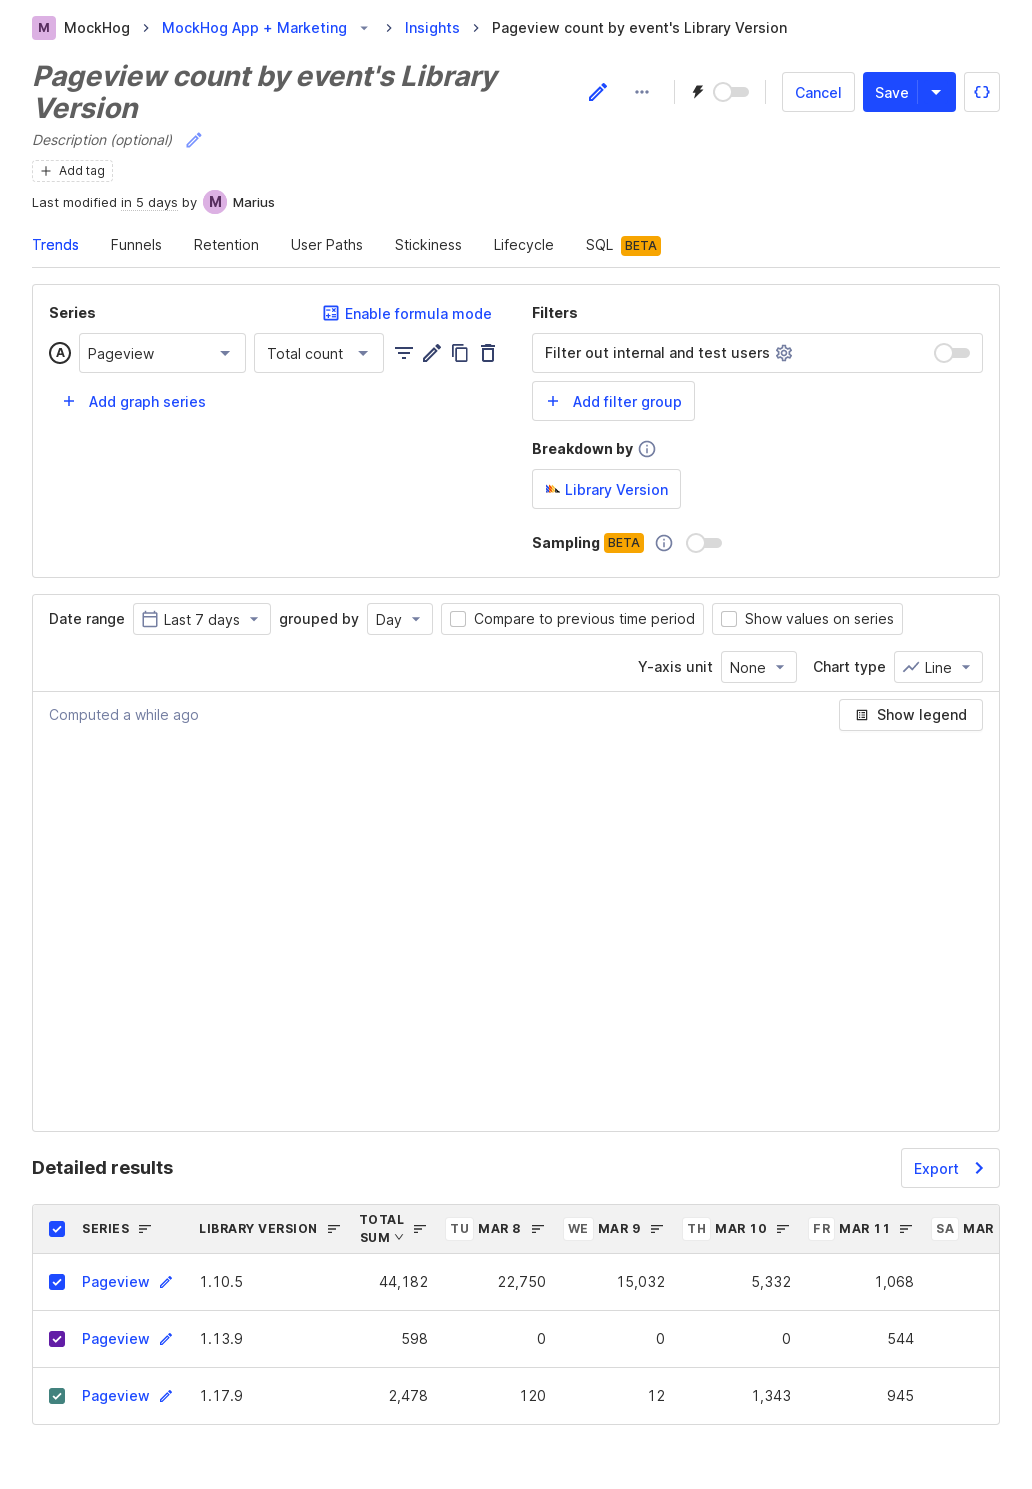 M MockHog MockHog App + Marketing Insights Pageview count by event's Library Version
Pageview count by event's Library
Version
Cancel Save
Description (optional)
Add tag
Last modified in 5 days by M Marius
Trends Funnels Retention User Paths Stickiness Lifecycle SQL BETA
Series Enable formula mode
A Pageview Total count
Add graph series
Filters
Filter out internal and test users
Add filter group
Breakdown by
Library Version
Sampling BETA
Date range Last 7 days grouped by Day Compare to previous time period Show values on series
Y-axis unit None Chart type Line
Computed a while ago Show legend
Detailed results Export
SERIES LIBRARY VERSION TOTAL SUM TU MAR 8 WE MAR 9 TH MAR 10 FR MAR 11 SA MAR
Pageview 1.10.5 44,182 22,750 15,032 5,332 1,068
Pageview 1.13.9 598 0 0 0 544
Pageview 1.17.9 2,478 120 12 1,343 945